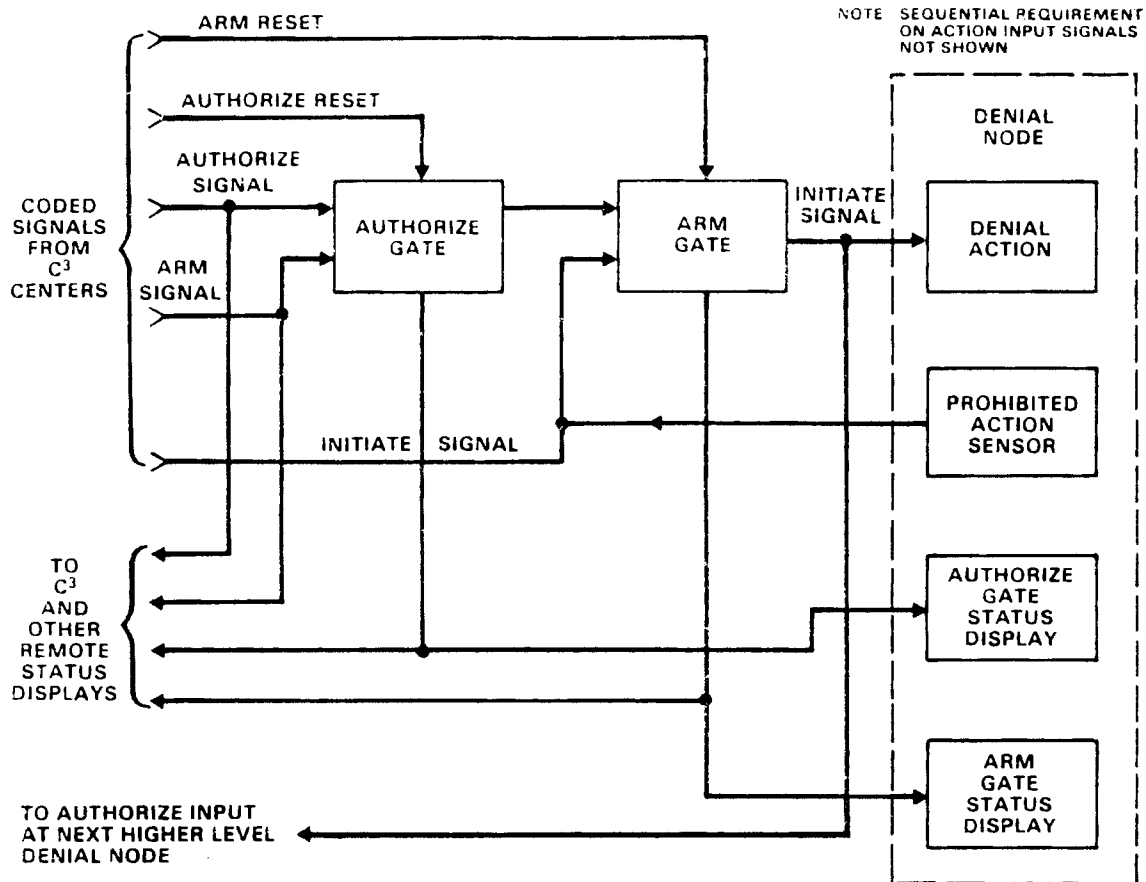 ARM RESET
NOTE SEQUENTIAL REQUIREMENT
ON ACTION INPUT SIGNALS
NOT SHOWN
AUTHORIZE RESET
DENIAL
NODE
AUTHORIZE
SIGNAL
CODED
SIGNALS
FROM
C³
CENTERS
AUTHORIZE
GATE
ARM
GATE
INITIATE
SIGNAL
DENIAL
ACTION
ARM
SIGNAL
PROHIBITED
ACTION
SENSOR
INITIATE SIGNAL
TO
C³
AND
OTHER
REMOTE
STATUS
DISPLAYS
AUTHORIZE
GATE
STATUS
DISPLAY
ARM
GATE
STATUS
DISPLAY
TO AUTHORIZE INPUT
AT NEXT HIGHER LEVEL
DENIAL NODE